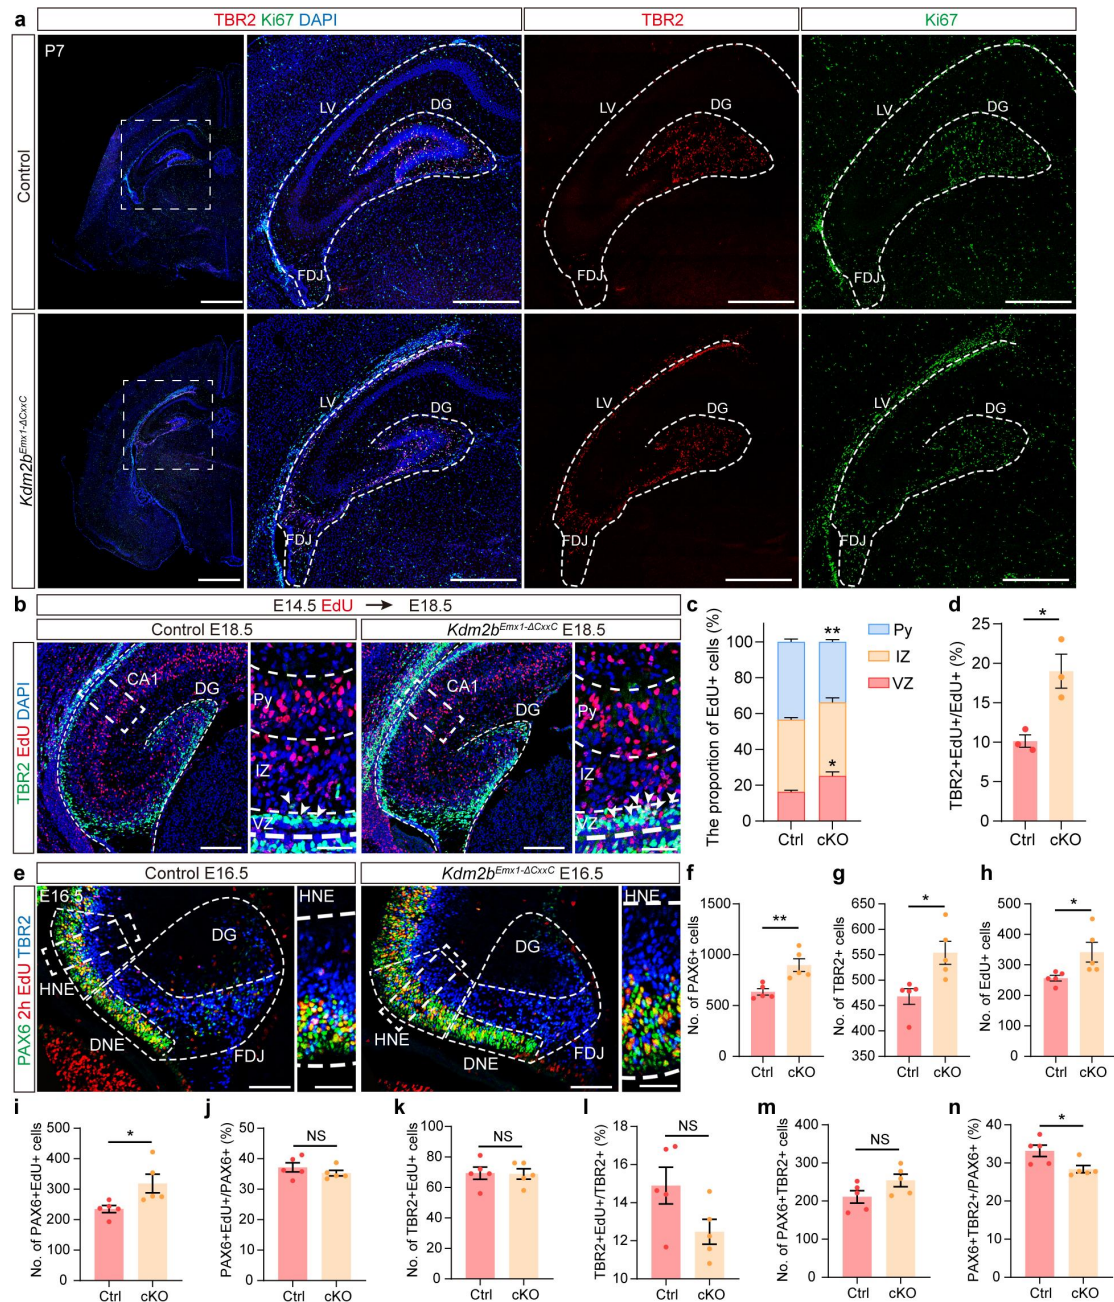 a
TBR2 Ki67 DAPI
TBR2
Ki67
Control
P7
LV
DG
FDJ
LV
DG
FDJ
LV
DG
FDJ
Kdm2b^Emx1-ΔCxxC
LV
DG
FDJ
LV
DG
FDJ
LV
DG
FDJ
b
E14.5 EdU → E18.5
Control E18.5
Kdm2b^Emx1-ΔCxxC E18.5
TBR2 EdU DAPI
CA1
DG
Py
IZ
VZ
CA1
DG
Py
IZ
VZ
c
The proportion of EdU+ cells (%)
100
80
60
40
20
0
**
*
Ctrl
cKO
Py
IZ
VZ
d
TBR2+EdU+/EdU+ (%)
25
20
15
10
5
0
*
Ctrl
cKO
e
Control E16.5
Kdm2b^Emx1-ΔCxxC E16.5
PAX6 2h EdU TBR2
E16.5
HNE
DG
DNE
FDJ
HNE
HNE
DG
DNE
FDJ
HNE
f
No. of PAX6+ cells
1500
1000
500
0
**
Ctrl
cKO
g
No. of TBR2+ cells
650
600
550
500
450
400
350
*
Ctrl
cKO
h
No. of EdU+ cells
500
400
300
200
100
0
*
Ctrl
cKO
i
No. of PAX6+EdU+ cells
500
400
300
200
100
0
*
Ctrl
cKO
j
PAX6+EdU+/PAX6+ (%)
50
40
30
20
10
0
NS
Ctrl
cKO
k
No. of TBR2+EdU+ cells
100
80
60
40
20
0
NS
Ctrl
cKO
l
TBR2+EdU+/TBR2+ (%)
18
16
14
12
10
NS
Ctrl
cKO
m
No. of PAX6+TBR2+ cells
400
300
200
100
0
NS
Ctrl
cKO
n
PAX6+TBR2+/PAX6+ (%)
40
30
20
10
0
*
Ctrl
cKO